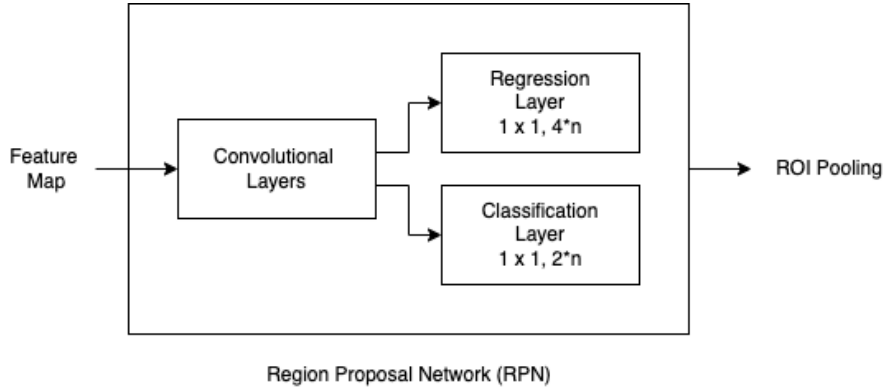 Feature
Map
Convolutional
Layers
Regression
Layer
1 x 1, 4*n
Classification
Layer
1 x 1, 2*n
ROI Pooling
Region Proposal Network (RPN)